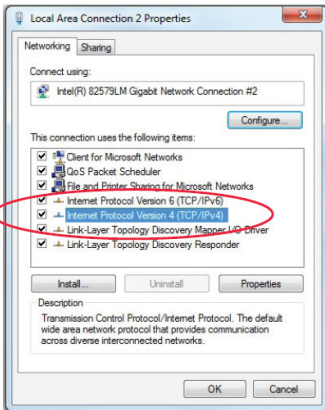 Local Area Connection 2 Properties
Networking Sharing
Connect using:
Intel(R) 82579LM Gigabit Network Connection #2
Configure...
This connection uses the following items:
Client for Microsoft Networks
QoS Packet Scheduler
File and Printer Sharing for Microsoft Networks
Internet Protocol Version 6 (TCP/IPv6)
Internet Protocol Version 4 (TCP/IPv4)
Link-Layer Topology Discovery Mapper I/O Driver
Link-Layer Topology Discovery Responder
Install... Uninstall Properties
Description
Transmission Control Protocol/Internet Protocol. The default
wide area network protocol that provides communication
across diverse interconnected networks.
OK Cancel